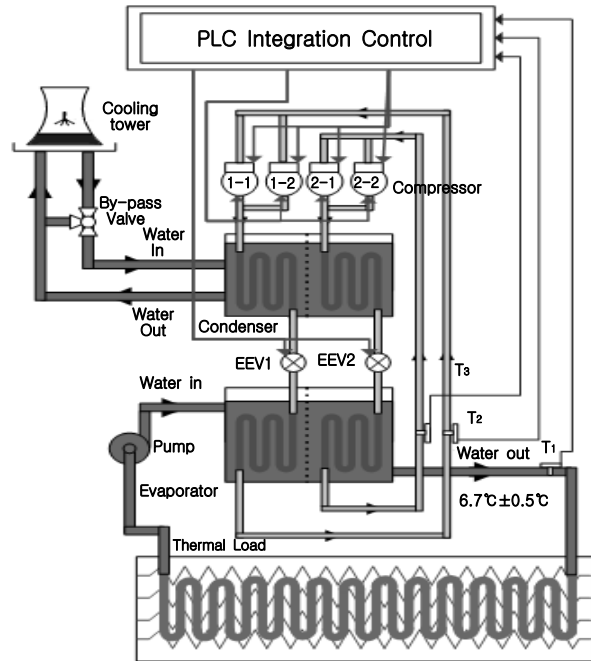 PLC Integration Control
Cooling
tower
1-1
1-2
2-1
2-2
Compressor
By-pass
Valve
Water
In
Water
Out
Condenser
EEV1
EEV2
T3
Water in
T2
Pump
Water out
T1
Evaporator
6.7℃±0.5℃
Thermal Load